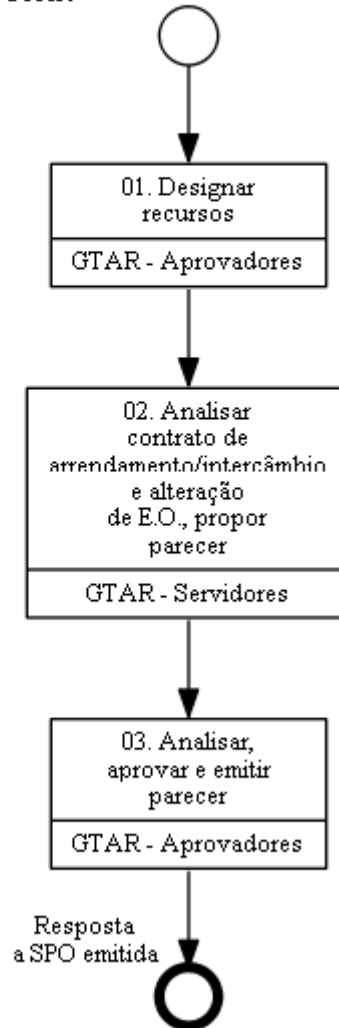 01. Designar
recursos
GTAR - Aprovadores
02. Analisar
contrato de
arrendamento/intercâmbio
e alteração
de E.O., propor
parecer
GTAR - Servidores
03. Analisar,
aprovar e emitir
parecer
GTAR - Aprovadores
Resposta
a SPO emitida